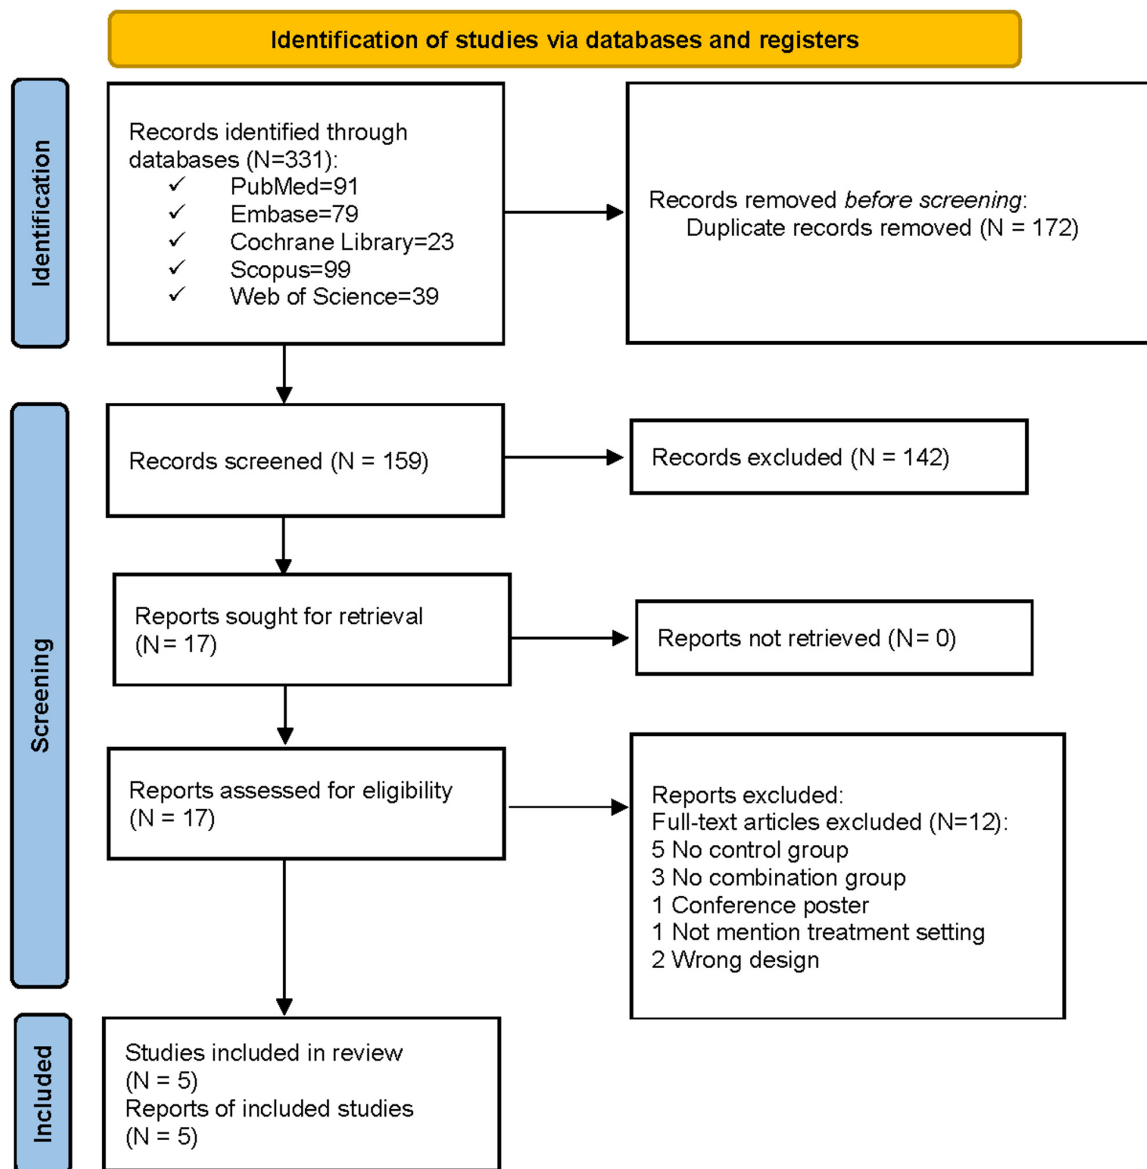 Identification of studies via databases and registers
Identification
Records identified through
databases (N=331):
✓ PubMed=91
✓ Embase=79
✓ Cochrane Library=23
✓ Scopus=99
✓ Web of Science=39
Records removed before screening:
Duplicate records removed (N = 172)
Screening
Records screened (N = 159)
Records excluded (N = 142)
Reports sought for retrieval
(N= 17)
Reports not retrieved (N= 0)
Reports assessed for eligibility
(N = 17)
Reports excluded:
Full-text articles excluded (N=12):
5 No control group
3 No combination group
1 Conference poster
1 Not mention treatment setting
2 Wrong design
Included
Studies included in review
(N = 5)
Reports of included studies
(N = 5)